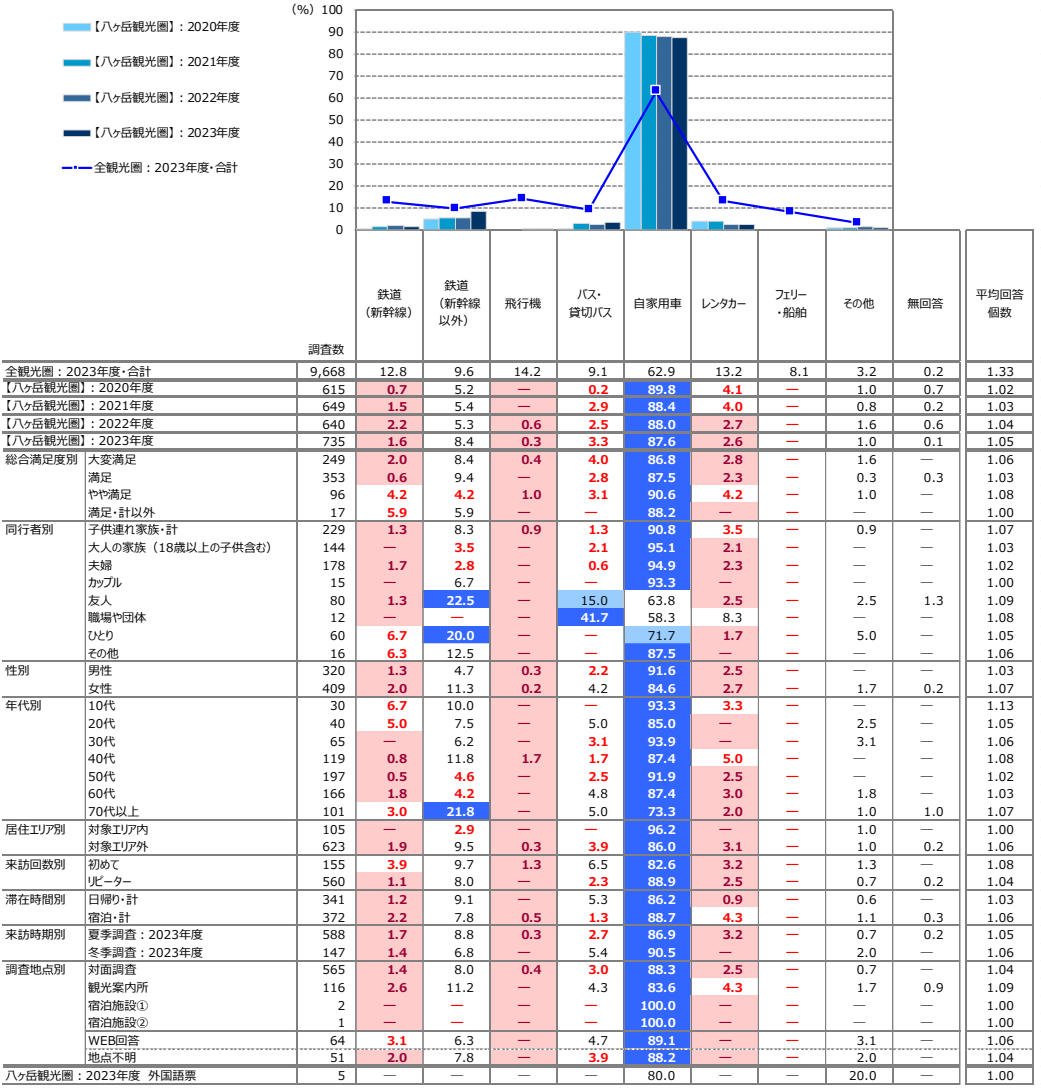 (%) 100
90
80
70
60
50
40
30
20
10
0
【八ヶ岳観光圏】：2020年度
【八ヶ岳観光圏】：2021年度
【八ヶ岳観光圏】：2022年度
【八ヶ岳観光圏】：2023年度
全観光圏：2023年度・合計
調査数 鉄道（新幹線） 鉄道（新幹線以外） 飛行機 バス・貸切バス 自家用車 レンタカー フェリー・船舶 その他 無回答 平均回答個数
全観光圏：2023年度・合計 9,668 12.8 9.6 14.2 9.1 62.9 13.2 8.1 3.2 0.2 1.33
【八ヶ岳観光圏】：2020年度 615 0.7 5.2 — 0.2 89.8 4.1 — 1.0 0.7 1.02
【八ヶ岳観光圏】：2021年度 649 1.5 5.4 — 2.9 88.4 4.0 — 0.8 0.2 1.03
【八ヶ岳観光圏】：2022年度 640 2.2 5.3 0.6 2.5 88.0 2.7 — 1.6 0.6 1.04
【八ヶ岳観光圏】：2023年度 735 1.6 8.4 0.3 3.3 87.6 2.6 — 1.0 0.1 1.05
総合満足度別 大変満足 249 2.0 8.4 0.4 4.0 86.8 2.8 — 1.6 — 1.06
満足 353 0.6 9.4 — 2.8 87.5 2.3 — 0.3 0.3 1.03
やや満足 96 4.2 4.2 1.0 3.1 90.6 4.2 — 1.0 — 1.08
満足・計以外 17 5.9 5.9 — — 88.2 — — — — 1.00
同行者別 子供連れ家族・計 229 1.3 8.3 0.9 1.3 90.8 3.5 — 0.9 — 1.07
大人の家族（18歳以上の子供含む） 144 — 3.5 — 2.1 95.1 2.1 — — — 1.03
夫婦 178 1.7 2.8 — 0.6 94.9 2.3 — — — 1.02
カップル 15 — 6.7 — — 93.3 — — — — 1.00
友人 80 1.3 22.5 — 15.0 63.8 2.5 — 2.5 1.3 1.09
職場や団体 12 — — — 41.7 58.3 8.3 — — — 1.08
ひとり 60 6.7 20.0 — — 71.7 1.7 — 5.0 — 1.05
その他 16 6.3 12.5 — — 87.5 — — — — 1.06
性別 男性 320 1.3 4.7 0.3 2.2 91.6 2.5 — — — 1.03
女性 409 2.0 11.3 0.2 4.2 84.6 2.7 — 1.7 0.2 1.07
年代別 10代 30 6.7 10.0 — — 93.3 3.3 — — — 1.13
20代 40 5.0 7.5 — 5.0 85.0 — — 2.5 — 1.05
30代 65 — 6.2 — 3.1 93.9 — — 3.1 — 1.06
40代 119 0.8 11.8 1.7 1.7 87.4 5.0 — — — 1.08
50代 197 0.5 4.6 — 2.5 91.9 2.5 — — — 1.02
60代 166 1.8 4.2 — 4.8 87.4 3.0 — 1.8 — 1.03
70代以上 101 3.0 21.8 — 5.0 73.3 2.0 — 1.0 1.0 1.07
居住エリア別 対象エリア内 105 — 2.9 — — 96.2 — — 1.0 — 1.00
対象エリア外 623 1.9 9.5 0.3 3.9 86.0 3.1 — 1.0 0.2 1.06
来訪回数別 初めて 155 3.9 9.7 1.3 6.5 82.6 3.2 — 1.3 — 1.08
リピーター 560 1.1 8.0 — 2.3 88.9 2.5 — 0.7 0.2 1.04
滞在時間別 日帰り・計 341 1.2 9.1 — 5.3 86.2 0.9 — 0.6 — 1.03
宿泊・計 372 2.2 7.8 0.5 1.3 88.7 4.3 — 1.1 0.3 1.06
来訪時期別 夏季調査：2023年度 588 1.7 8.8 0.3 2.7 86.9 3.2 — 0.7 0.2 1.05
冬季調査：2023年度 147 1.4 6.8 — 5.4 90.5 — — 2.0 — 1.06
調査地点別 対面調査 565 1.4 8.0 0.4 3.0 88.3 2.5 — 0.7 — 1.04
観光案内所 116 2.6 11.2 — 4.3 83.6 4.3 — 1.7 0.9 1.09
宿泊施設① 2 — — — — 100.0 — — — — 1.00
宿泊施設② 1 — — — — 100.0 — — — — 1.00
WEB回答 64 3.1 6.3 — 4.7 89.1 — — 3.1 — 1.06
地点不明 51 2.0 7.8 — 3.9 88.2 — — 2.0 — 1.04
八ヶ岳観光圏：2023年度 外国語票 5 — — — — 80.0 — — 20.0 — 1.00